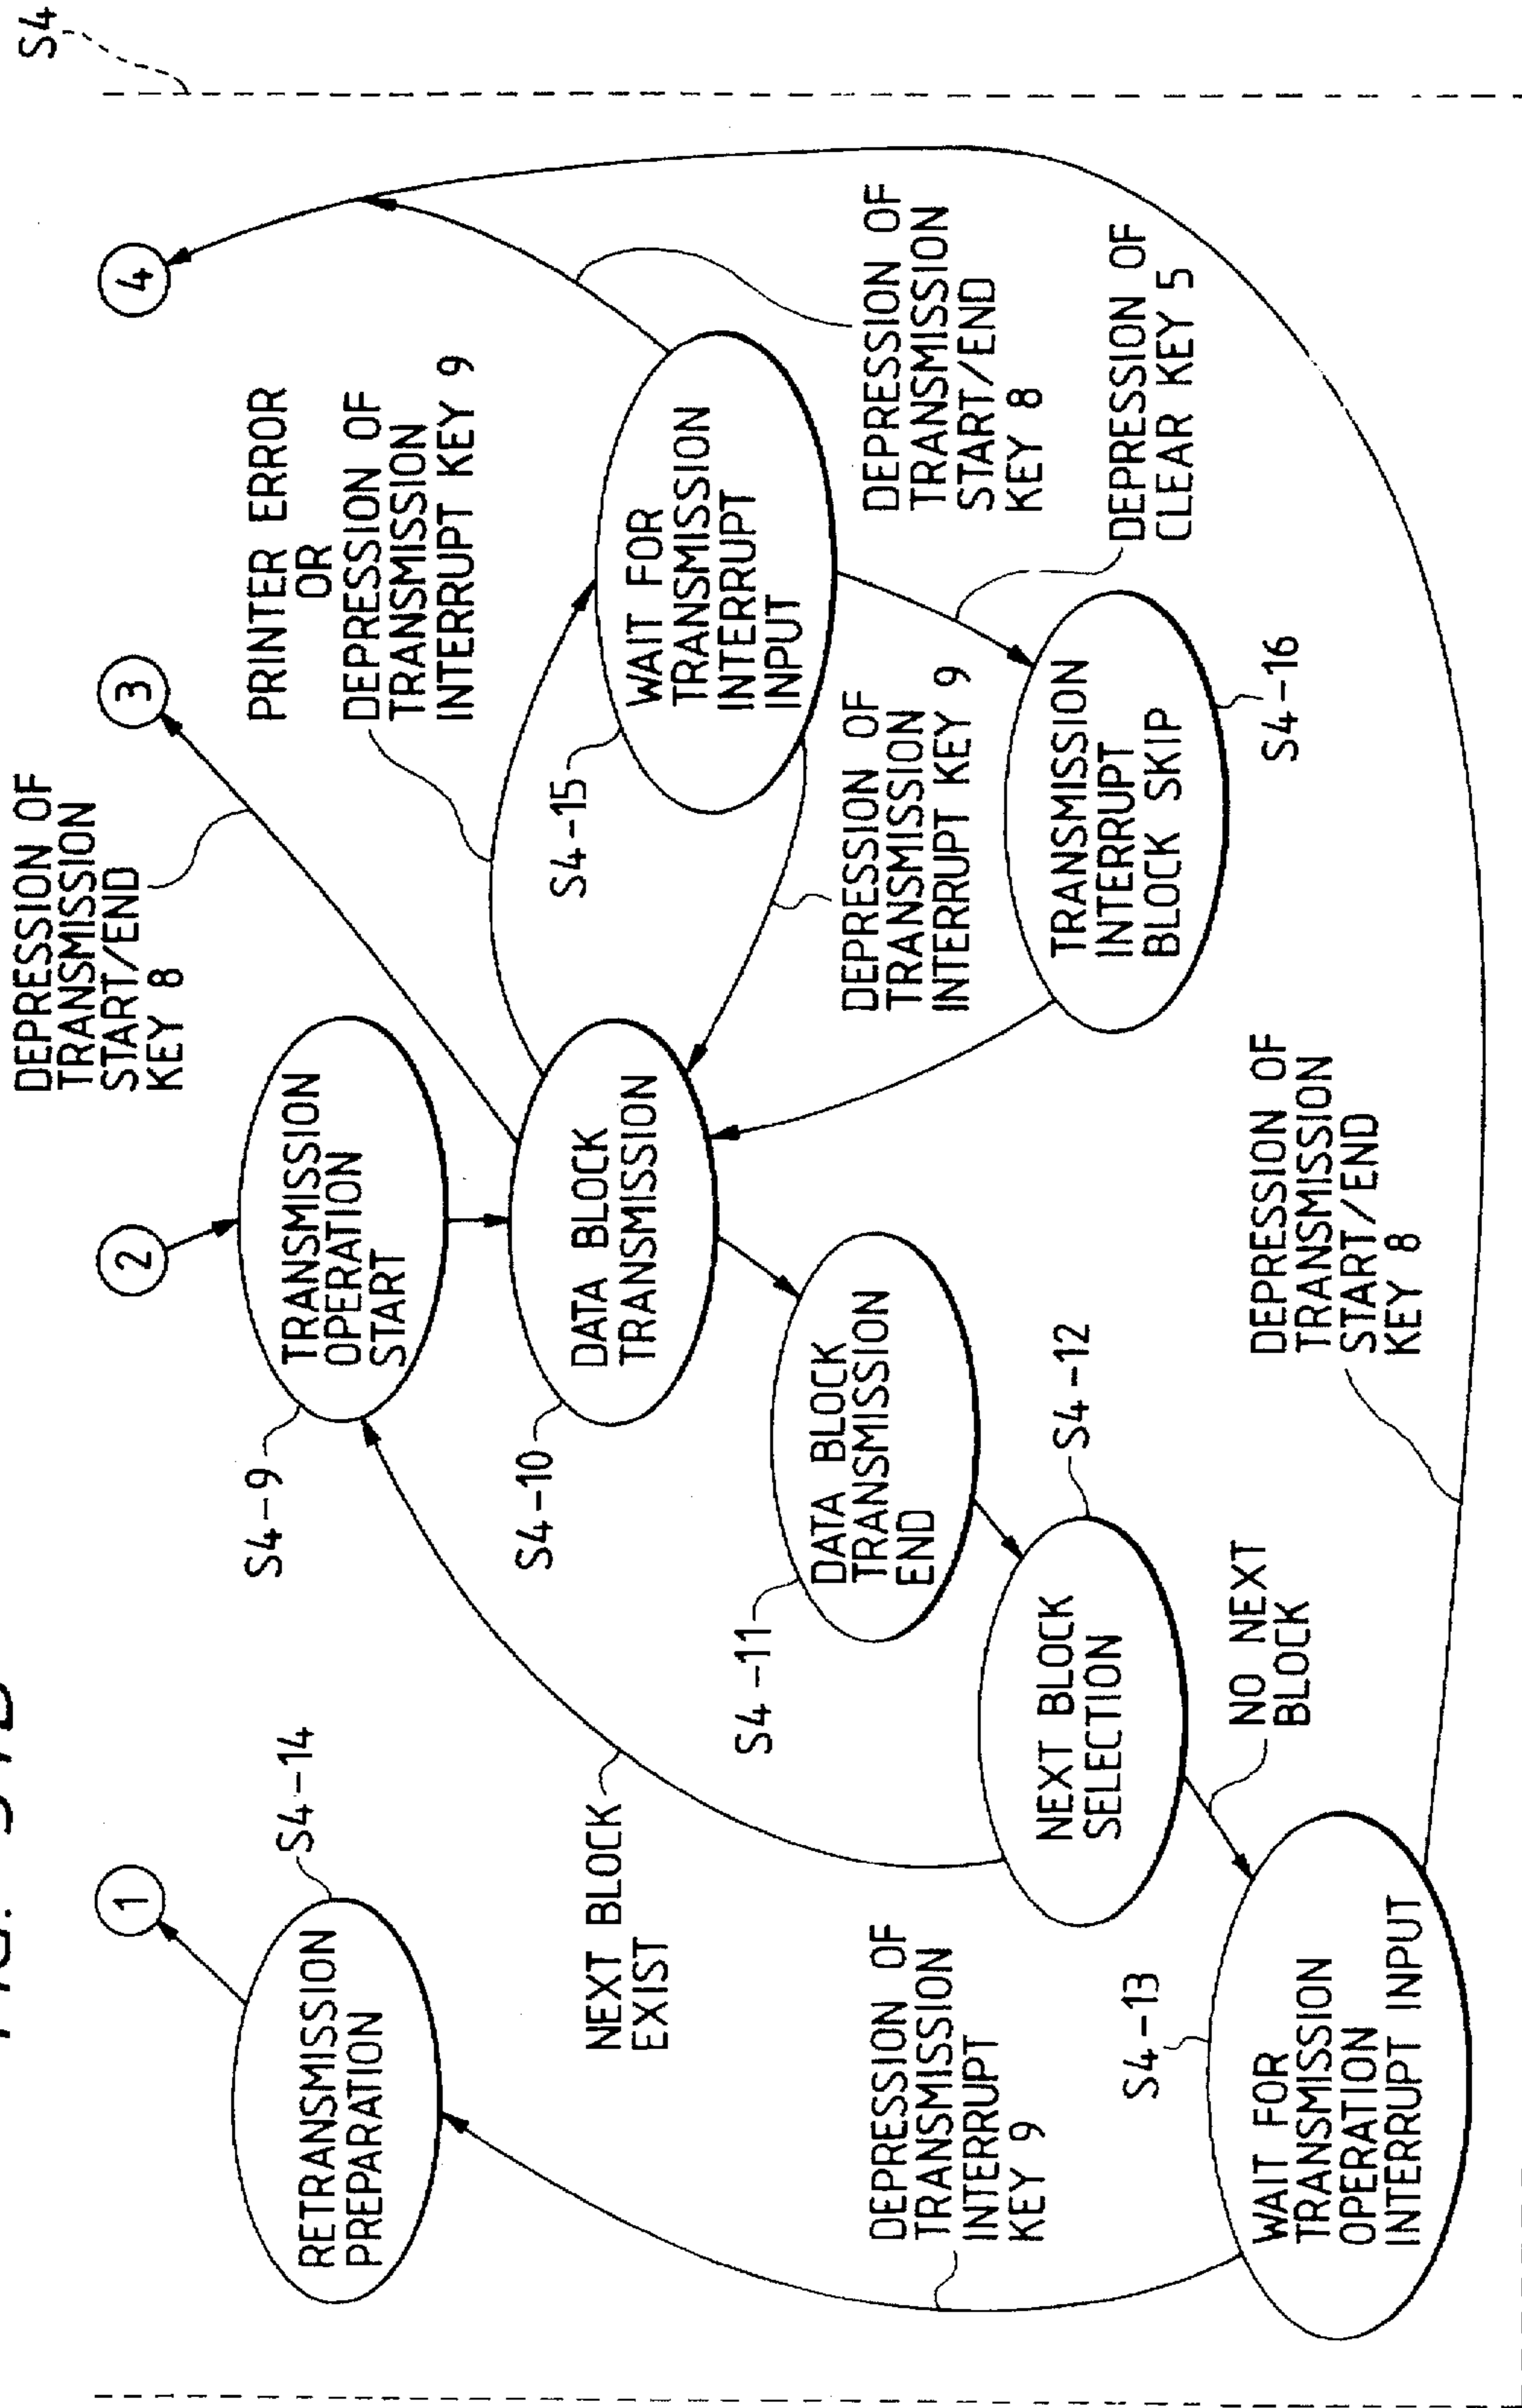 S4
1
2
3
4
DEPRESSION OF
TRANSMISSION
START/END
KEY 8
RETRANSMISSION
PREPARATION
S4-14
S4-9
TRANSMISSION
OPERATION
START
PRINTER ERROR
OR
DEPRESSION OF
TRANSMISSION
INTERRUPT KEY 9
NEXT BLOCK
EXIST
S4-10
DATA BLOCK
TRANSMISSION
S4-15
WAIT FOR
TRANSMISSION
INTERRUPT
INPUT
S4-11
DATA BLOCK
TRANSMISSION
END
DEPRESSION OF
TRANSMISSION
INTERRUPT KEY 9
DEPRESSION OF
TRANSMISSION
START/END
KEY 8
DEPRESSION OF
TRANSMISSION
INTERRUPT
KEY 9
NEXT BLOCK
SELECTION
S4-12
TRANSMISSION
INTERRUPT
BLOCK SKIP
DEPRESSION OF
CLEAR KEY 5
S4-16
S4-13
WAIT FOR
TRANSMISSION
OPERATION
INTERRUPT INPUT
NO NEXT
BLOCK
DEPRESSION OF
TRANSMISSION
START/END
KEY 8